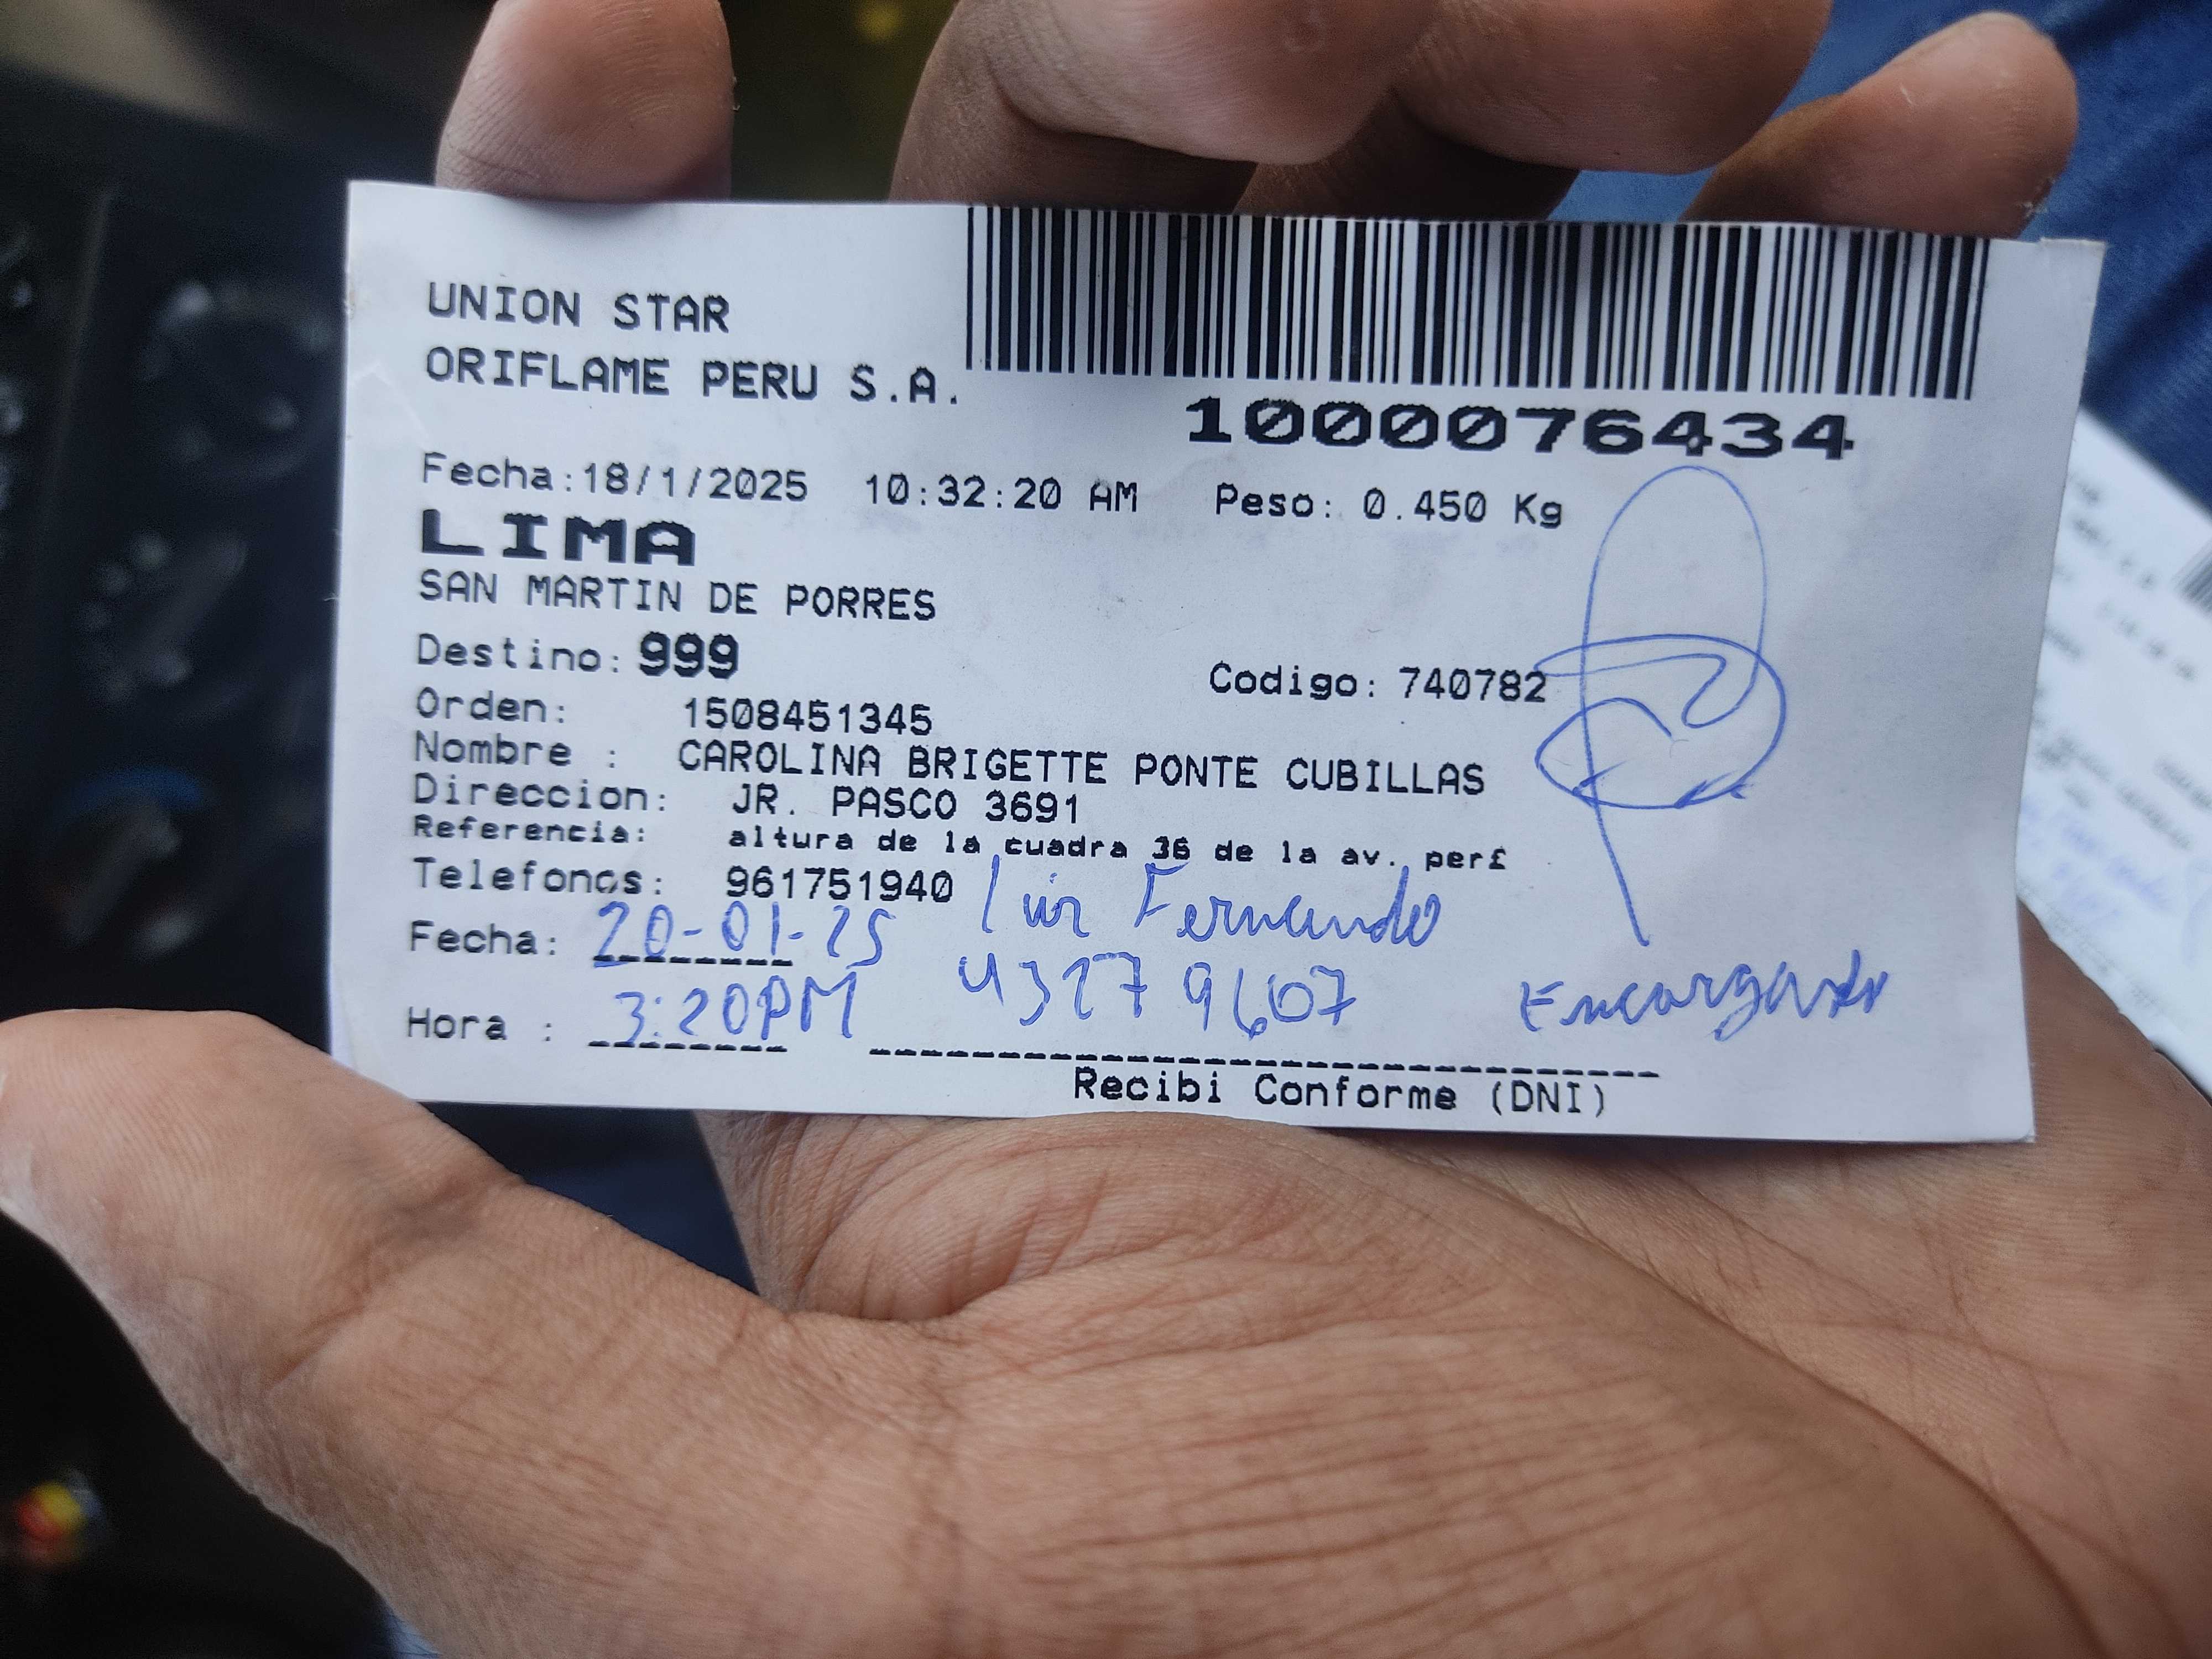 UNION STAR
ORIFLAME PERU S.A.
1000076434
Fecha:18/1/2025 10:32:20 AM Peso: 0.450 Kg
LIMA
SAN MARTIN DE PORRES
Destino: 999
Codigo: 740782
Orden: 1508451345
Nombre : CAROLINA BRIGETTE PONTE CUBILLAS
Direccion: JR. PASCO 3691
Referencia: altura de la cuadra 36 de la av. per£
Telefonos: 961751940
Fecha: 20-01-25 Luis Fernando
Hora : 3:20PM 43279607 Encargado
Recibi Conforme (DNI)